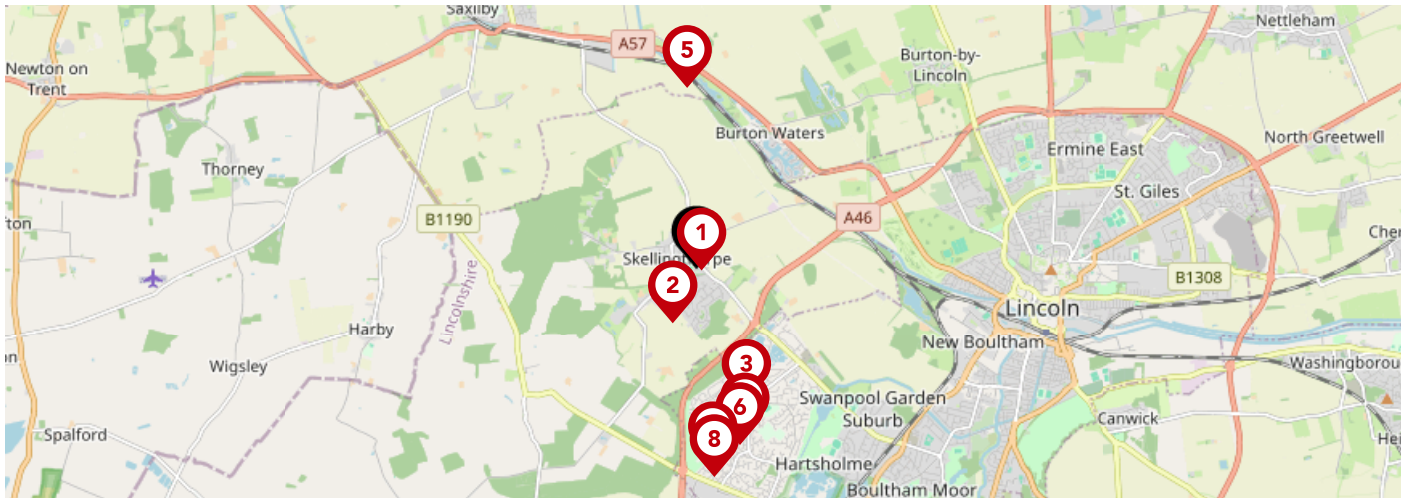 Saxilby
Nettleham
A57
5
Burton-by-
Lincoln
Newton on
Trent
Burton Waters
North Greetwell
Ermine East
Thorney
St. Giles
B1190
A46
1
Skellingthorpe
B1308
2
Lincolnshire
Lincoln
Harby
New Boultham
3
Wigsley
Washingborou
Swanpool Garden
Suburb
6
Canwick
Spalford
8
Hartsholme
Boultham Moor